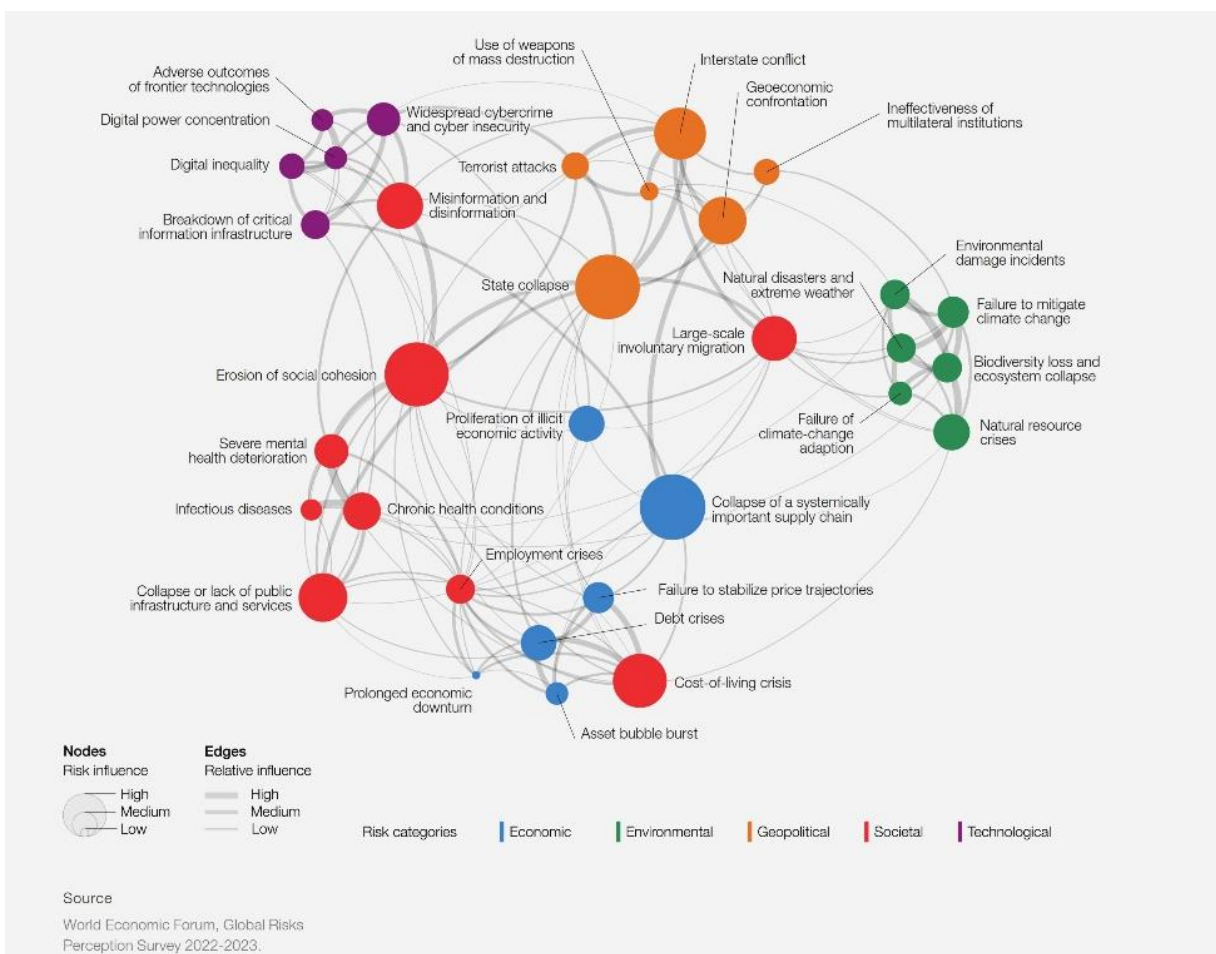 Use of weapons
of mass destruction
Interstate conflict
Adverse outcomes
of frontier technologies
Geoeconomic
confrontation
Widespread cybercrime
and cyber insecurity
Ineffectiveness of
multilateral institutions
Digital power concentration
Digital inequality
Terrorist attacks
Misinformation and
disinformation
Breakdown of critical
information infrastructure
Environmental
damage incidents
State collapse
Natural disasters and
extreme weather
Failure to mitigate
climate change
Large-scale
involuntary migration
Biodiversity loss and
ecosystem collapse
Erosion of social cohesion
Proliferation of illicit
economic activity
Failure of
climate-change
adaption
Natural resource
crises
Severe mental
health deterioration
Infectious diseases
Chronic health conditions
Collapse of a systemically
important supply chain
Employment crises
Collapse or lack of public
infrastructure and services
Failure to stabilize price trajectories
Debt crises
Prolonged economic
downturn
Cost-of-living crisis
Asset bubble burst
Nodes
Risk influence
High
Medium
Low
Edges
Relative influence
High
Medium
Low
Risk categories
Economic
Environmental
Geopolitical
Societal
Technological
Source
World Economic Forum, Global Risks
Perception Survey 2022-2023.